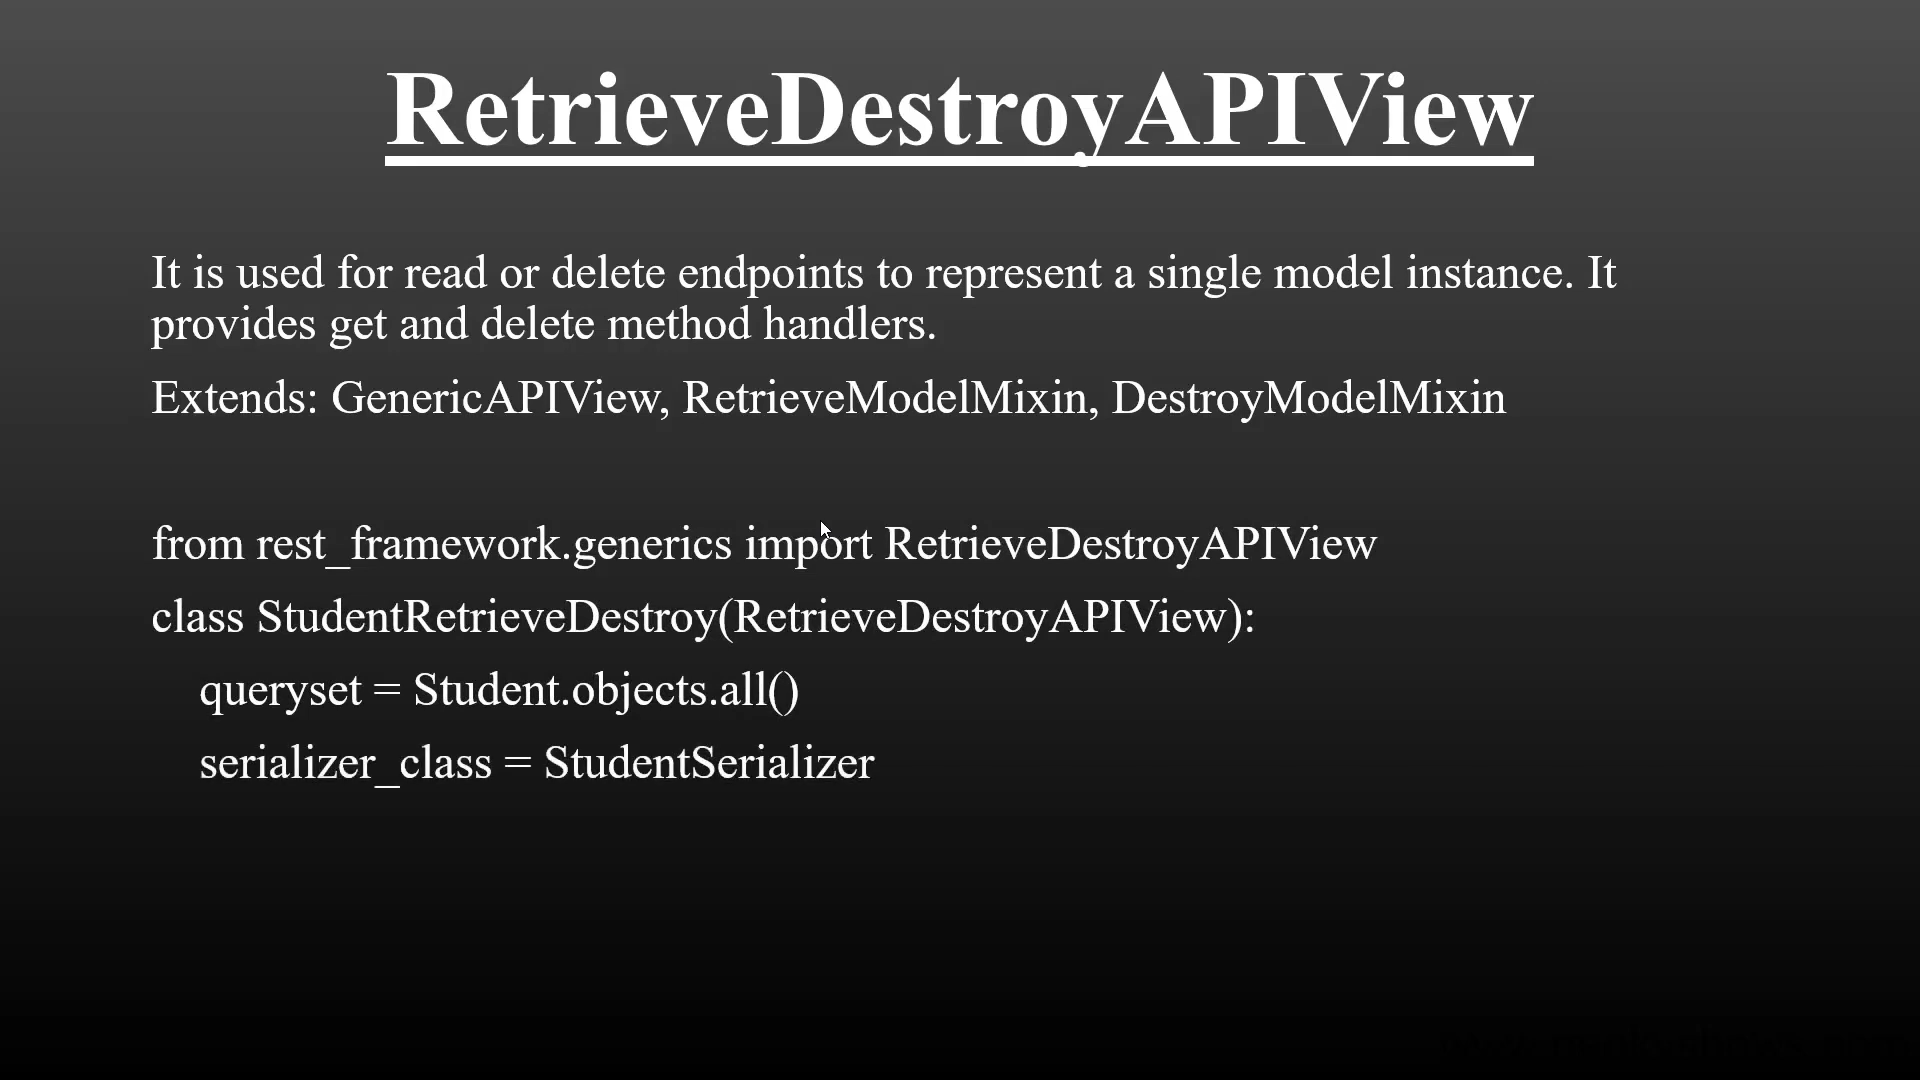 RetrieveDestroyAPIView
It is used for read or delete endpoints to represent a single model instance. It
provides get and delete method handlers.
Extends: GenericAPIView, RetrieveModelMixin, DestroyModelMixin
from rest_framework.generics import RetrieveDestroyAPIView
class StudentRetrieveDestroy(RetrieveDestroyAPIView):
queryset = Student.objects.all()
serializer_class = StudentSerializer